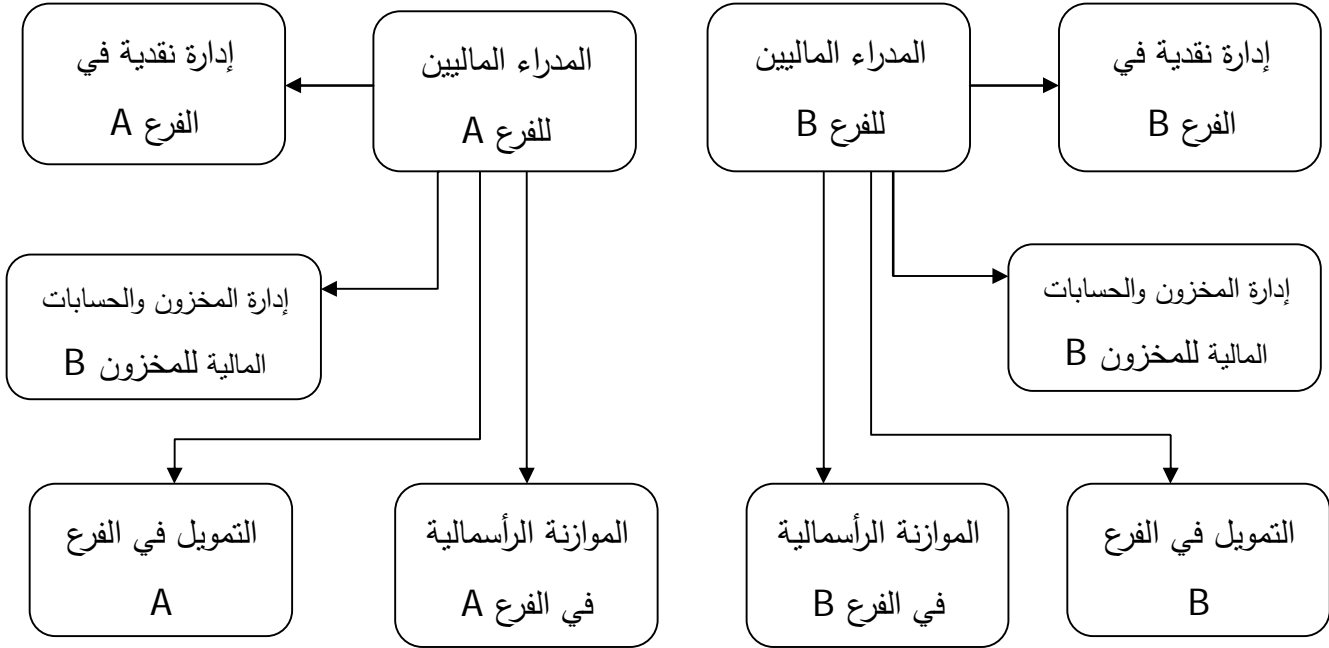 إدارة نقدية في
الفرع A
المدراء الماليين
للفرع A
المدراء الماليين
للفرع B
إدارة نقدية في
الفرع B
إدارة المخزون والحسابات
المالية للمخزون B
إدارة المخزون والحسابات
المالية للمخزون B
التمويل في الفرع
A
الموازنة الرأسمالية
في الفرع A
الموازنة الرأسمالية
في الفرع B
التمويل في الفرع
B